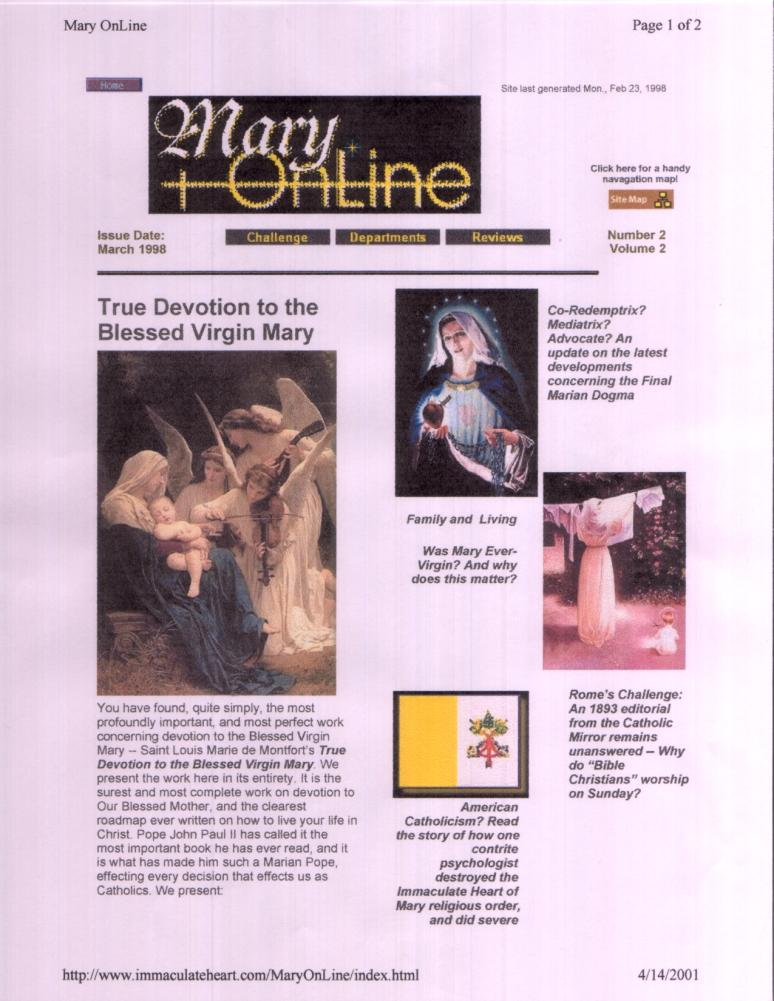 Mary OnLine
Page 1 of 2
Home
Site last generated Mon., Feb 23, 1998
Mary
OnLine
Click here for a handy
navagation map!
Site Map
Issue Date:
March 1998
Challenge
Departments
Reviews
Number 2
Volume 2
True Devotion to the
Blessed Virgin Mary
You have found, quite simply, the most
profoundly important, and most perfect work
concerning devotion to the Blessed Virgin
Mary -- Saint Louis Marie de Montfort's True
Devotion to the Blessed Virgin Mary. We
present the work here in its entirety. It is the
surest and most complete work on devotion to
Our Blessed Mother, and the clearest
roadmap ever written on how to live your life in
Christ. Pope John Paul II has called it the
most important book he has ever read, and it
is what has made him such a Marian Pope,
effecting every decision that effects us as
Catholics. We present:
Co-Redemptrix?
Mediatrix?
Advocate? An
update on the latest
developments
concerning the Final
Marian Dogma
Family and Living
Was Mary Ever-
Virgin? And why
does this matter?
Rome's Challenge:
An 1893 editorial
from the Catholic
Mirror remains
unanswered -- Why
do "Bible
Christians" worship
on Sunday?
American
Catholicism? Read
the story of how one
contrite
psychologist
destroyed the
Immaculate Heart of
Mary religious order,
and did severe
http://www.immaculateheart.com/MaryOnLine/index.html
4/14/2001